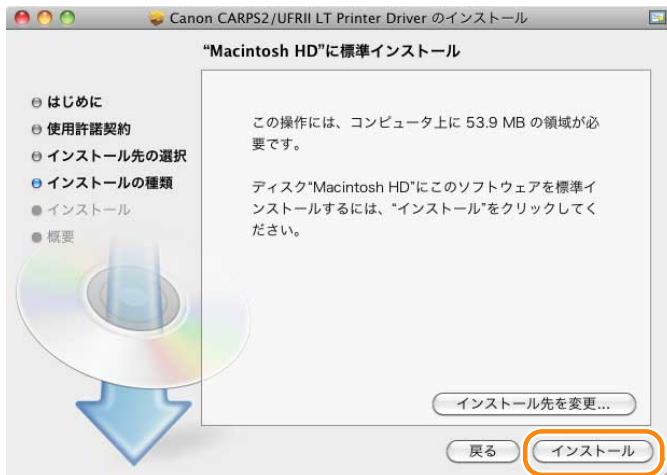 Canon CARPS2/UFRII LT Printer Driver のインストール
“Macintosh HD”に標準インストール
はじめに
使用許諾契約
インストール先の選択
インストールの種類
インストール
概要
この操作には、コンピュータ上に 53.9 MB の領域が必
要です。
ディスク“Macintosh HD”にこのソフトウェアを標準イ
ンストールするには、“インストール”をクリックしてく
ださい。
インストール先を変更...
戻る
インストール